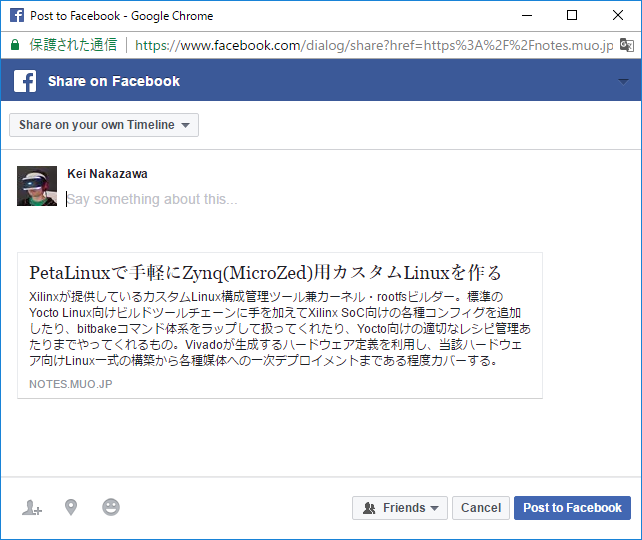 Post to Facebook - Google Chrome
保護された通信 | https://www.facebook.com/dialog/share?href=https%3A%2F%2Fnotes.muo.jp
Share on Facebook
Share on your own Timeline
Kei Nakazawa
Say something about this...
PetaLinuxで手軽にZynq(MicroZed)用カスタムLinuxを作る
Xilinxが提供しているカスタムLinux構成管理ツール兼カーネル・rootfsビルダー。標準の
Yocto Linux向けビルドツールチェーンに手を加えてXilinx SoC向けの各種コンフィグを追加
したり、bitbakeコマンド体系をラップして扱ってくれたり、Yocto向けの適切なレシピ管理あ
たりまでやってくれるもの。Vivadoが生成するハードウェア定義を利用し、当該ハードウェ
ア向けLinux一式の構築から各種媒体への一次デプロイメントまである程度カバーする。
NOTES.MUO.JP
Friends Cancel Post to Facebook